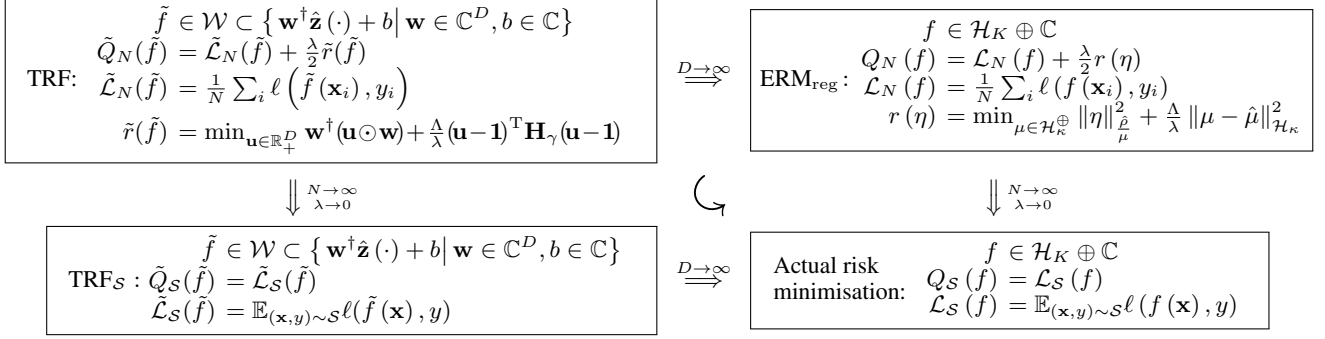 f̃ ∈ 𝒲 ⊂ { w†ẑ (·) + b | w ∈ ℂ^D, b ∈ ℂ}
Q̃_N(f̃) = ℒ̃_N(f̃) + λ/2 r̃(f̃)
TRF: ℒ̃_N(f̃) = 1/N ∑_i ℓ( f̃ (x_i) , y_i )
r̃(f̃) = min_{u∈ℝ_+^D} w†(u⊙w)+ Λ/λ (u−1)^T H_γ(u−1)
D→∞
⟹
f ∈ ℋ_K ⊕ ℂ
Q_N (f) = ℒ_N (f) + λ/2 r (η)
ERM_reg: ℒ_N (f) = 1/N ∑_i ℓ (f (x_i) , y_i)
r (η) = min_{μ∈ℋ_κ^⊕} ‖η‖²_{ρ̂/μ} + Λ/λ ‖μ − μ̂‖²_{ℋ_κ}
⇓ N→∞
λ→0
⇓ N→∞
λ→0
f̃ ∈ 𝒲 ⊂ { w†ẑ (·) + b | w ∈ ℂ^D, b ∈ ℂ}
TRF_𝒮 : Q̃_𝒮(f̃) = ℒ̃_𝒮(f̃)
ℒ̃_𝒮(f̃) = 𝔼_{(x,y)∼𝒮} ℓ(f̃ (x) , y)
D→∞
⟹
f ∈ ℋ_K ⊕ ℂ
Actual risk
minimisation:
Q_𝒮 (f) = ℒ_𝒮 (f)
ℒ_𝒮 (f) = 𝔼_{(x,y)∼𝒮} ℓ (f (x) , y)